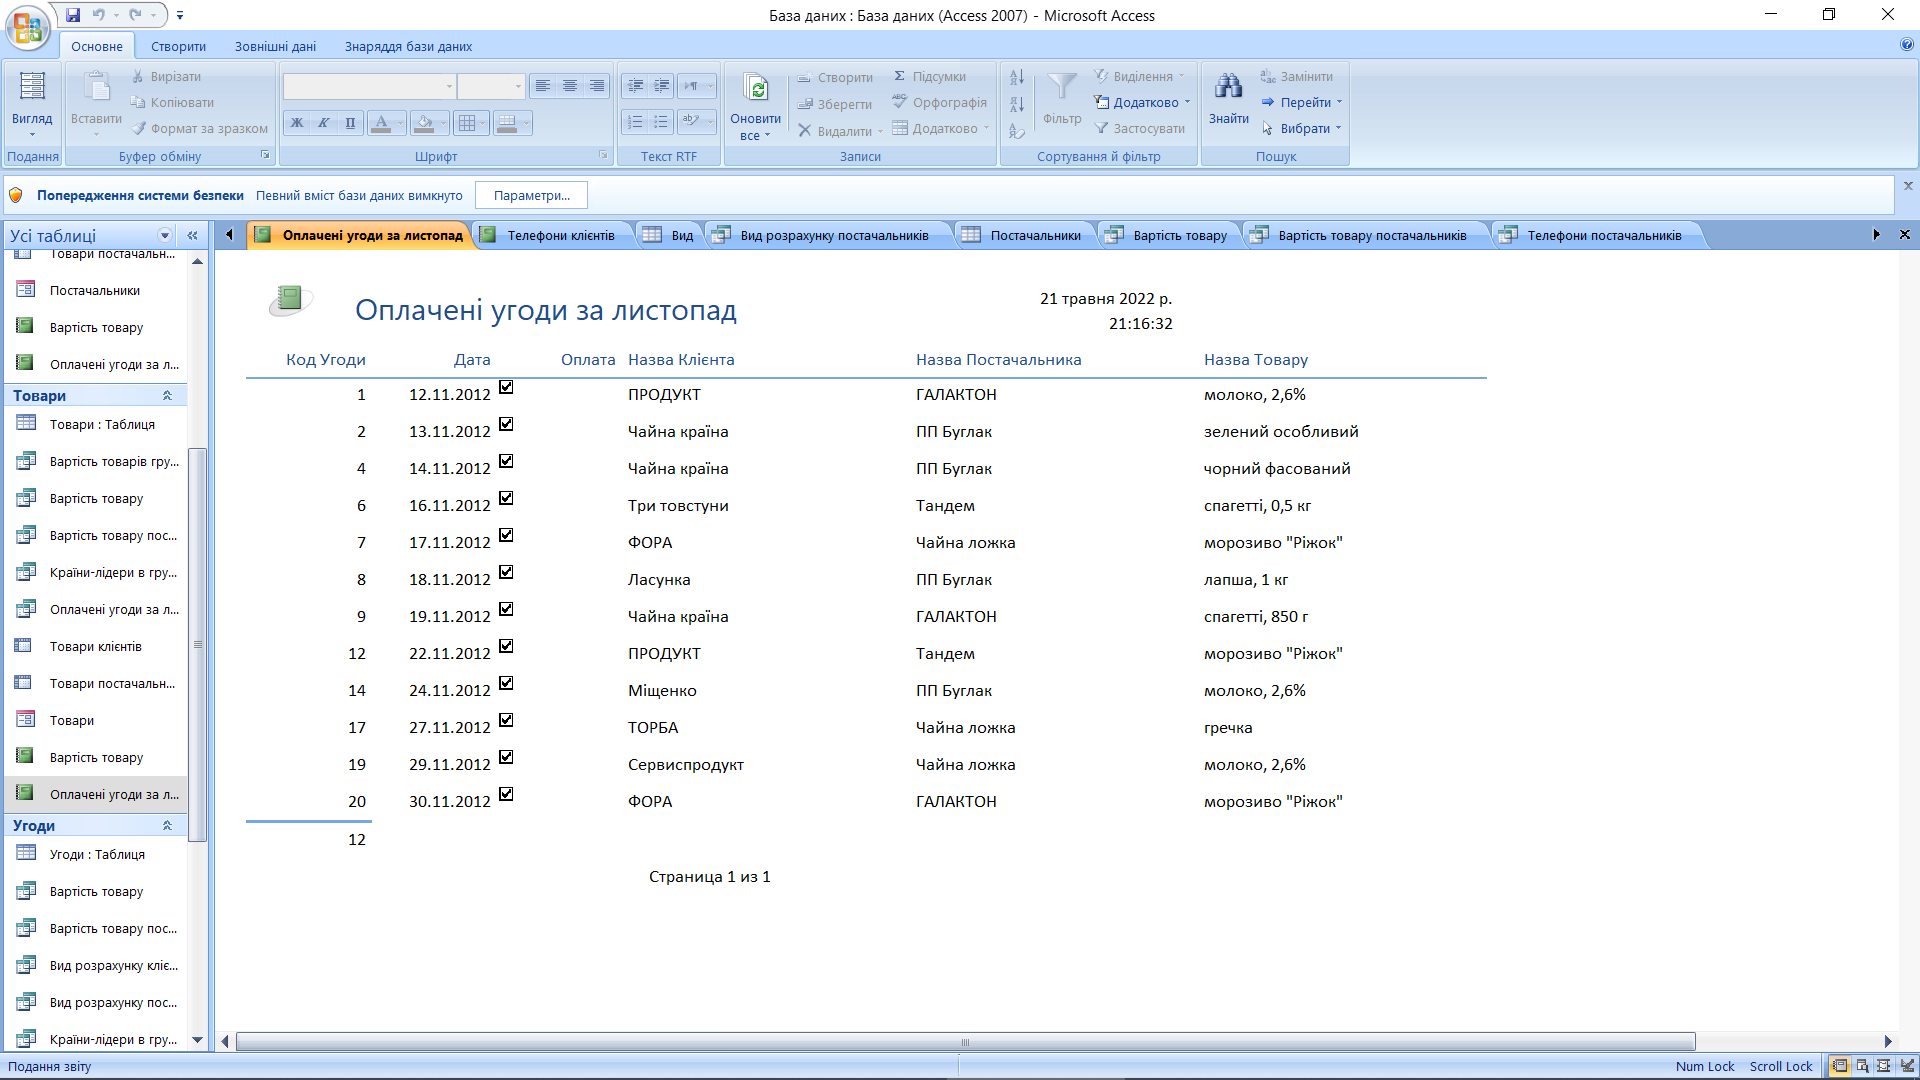 База даних : База даних (Access 2007) - Microsoft Access
Основне Створити Зовнішні дані Знаряддя бази даних
Вигляд
Подання
Вставити
Вирізати
Копіювати
Формат за зразком
Буфер обміну
Ж К П
Шрифт
Текст RTF
Оновити все
Створити
Зберегти
Видалити
Підсумки
Орфографія
Додатково
Записи
Фільтр
Виділення
Додатково
Застосувати
Сортування й фільтр
Знайти
Замінити
Перейти
Вибрати
Пошук
Попередження системи безпеки Певний вміст бази даних вимкнуто Параметри...
Усі таблиці
Товари постачальн...
Постачальники
Вартість товару
Оплачені угоди за л...
Товари
Товари : Таблиця
Вартість товарів гру...
Вартість товару
Вартість товару пос...
Країни-лідери в гру...
Оплачені угоди за л...
Товари клієнтів
Товари постачальн...
Товари
Вартість товару
Оплачені угоди за л...
Угоди
Угоди : Таблиця
Вартість товару
Вартість товару пос...
Вид розрахунку кліє...
Вид розрахунку пос...
Країни-лідери в гру...
Оплачені угоди за листопад Телефони клієнтів Вид Вид розрахунку постачальників Постачальники Вартість товару Вартість товару постачальників Телефони постачальників
Оплачені угоди за листопад
21 травня 2022 р.
21:16:32
Код Угоди Дата Оплата Назва Клієнта Назва Постачальника Назва Товару
1 12.11.2012 ПРОДУКТ ГАЛАКТОН молоко, 2,6%
2 13.11.2012 Чайна країна ПП Буглак зелений особливий
4 14.11.2012 Чайна країна ПП Буглак чорний фасований
6 16.11.2012 Три товстуни Тандем спагетті, 0,5 кг
7 17.11.2012 ФОРА Чайна ложка морозиво "Ріжок"
8 18.11.2012 Ласунка ПП Буглак лапша, 1 кг
9 19.11.2012 Чайна країна ГАЛАКТОН спагетті, 850 г
12 22.11.2012 ПРОДУКТ Тандем морозиво "Ріжок"
14 24.11.2012 Міщенко ПП Буглак молоко, 2,6%
17 27.11.2012 ТОРБА Чайна ложка гречка
19 29.11.2012 Сервиспродукт Чайна ложка молоко, 2,6%
20 30.11.2012 ФОРА ГАЛАКТОН морозиво "Ріжок"
12
Страница 1 из 1
Подання звіту Num Lock Scroll Lock